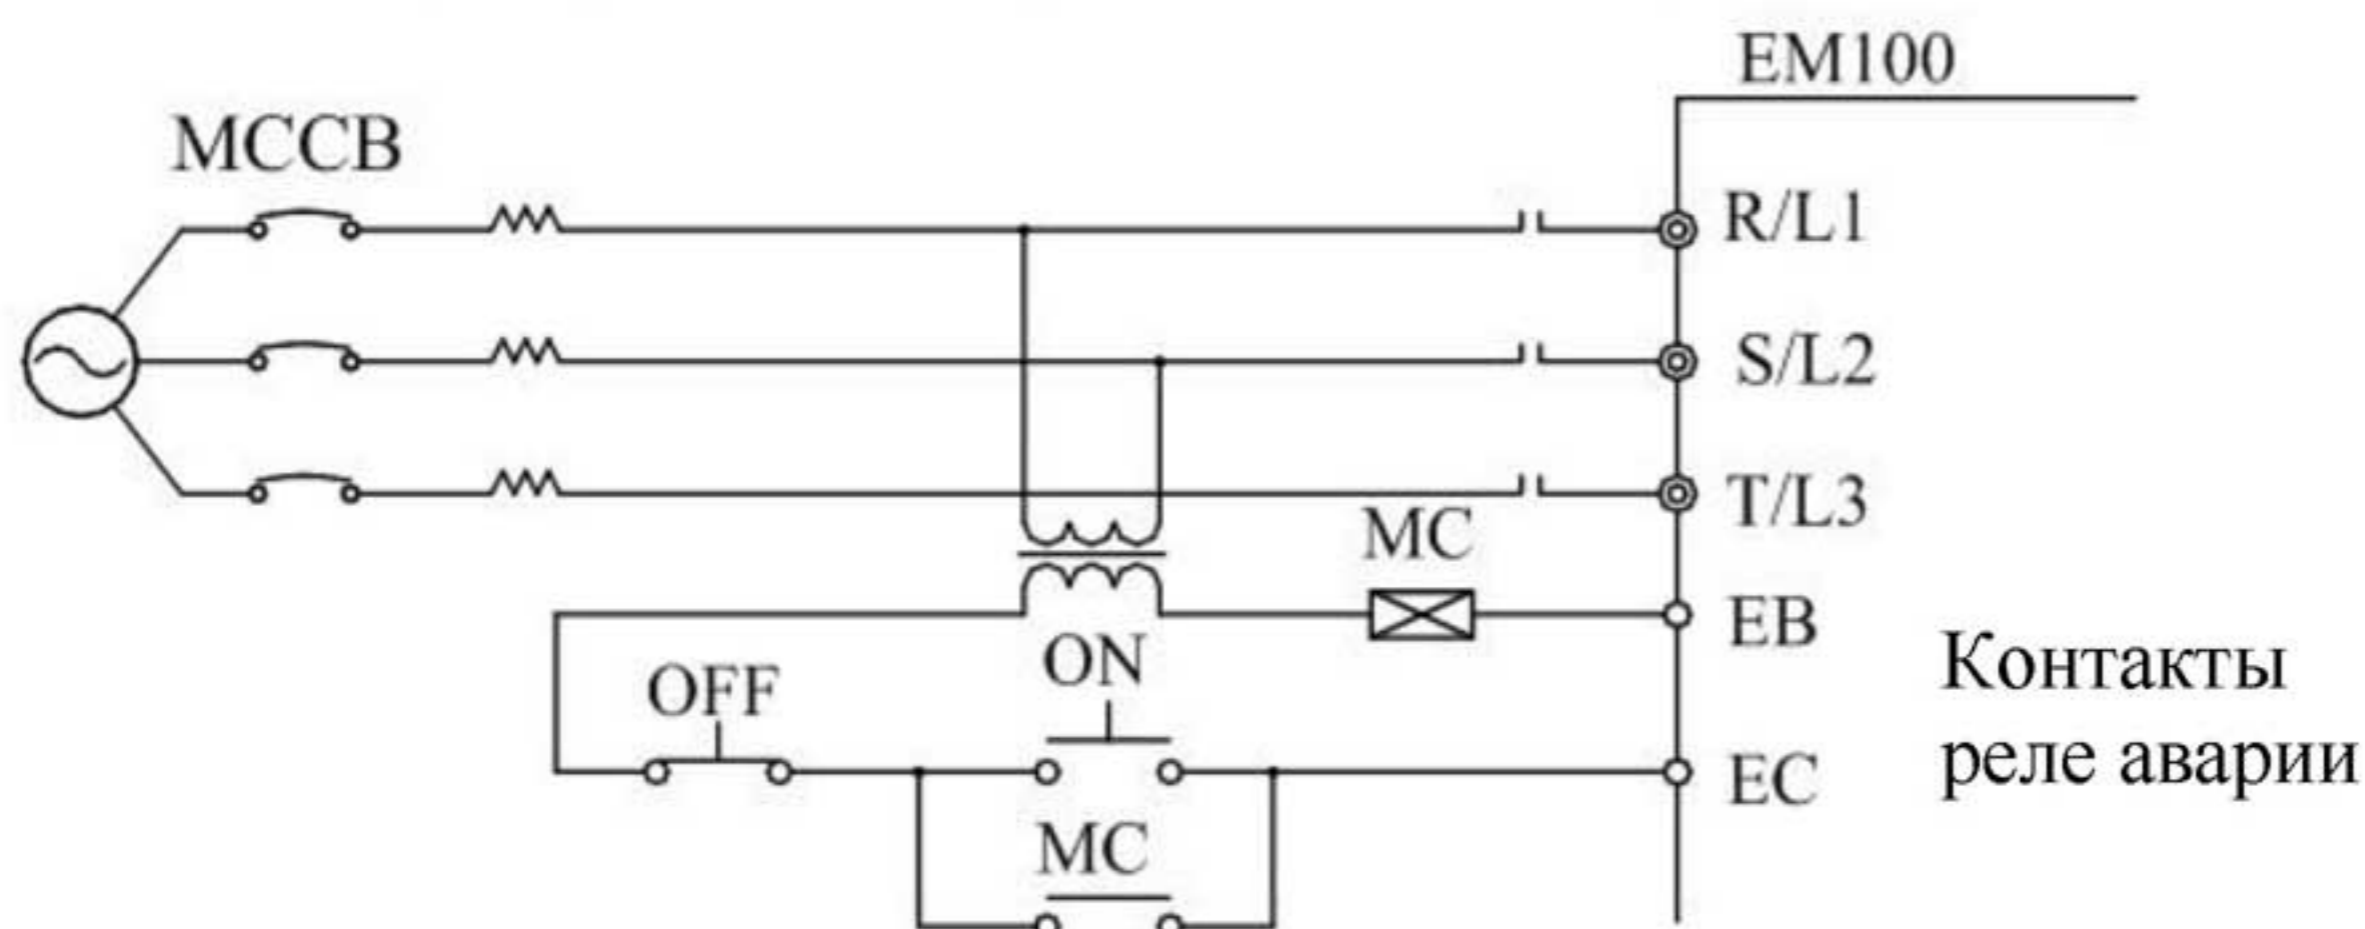 EM100
MCCB
R/L1
S/L2
T/L3
MC
EB
ON
OFF
Контакты
реле аварии
EC
MC